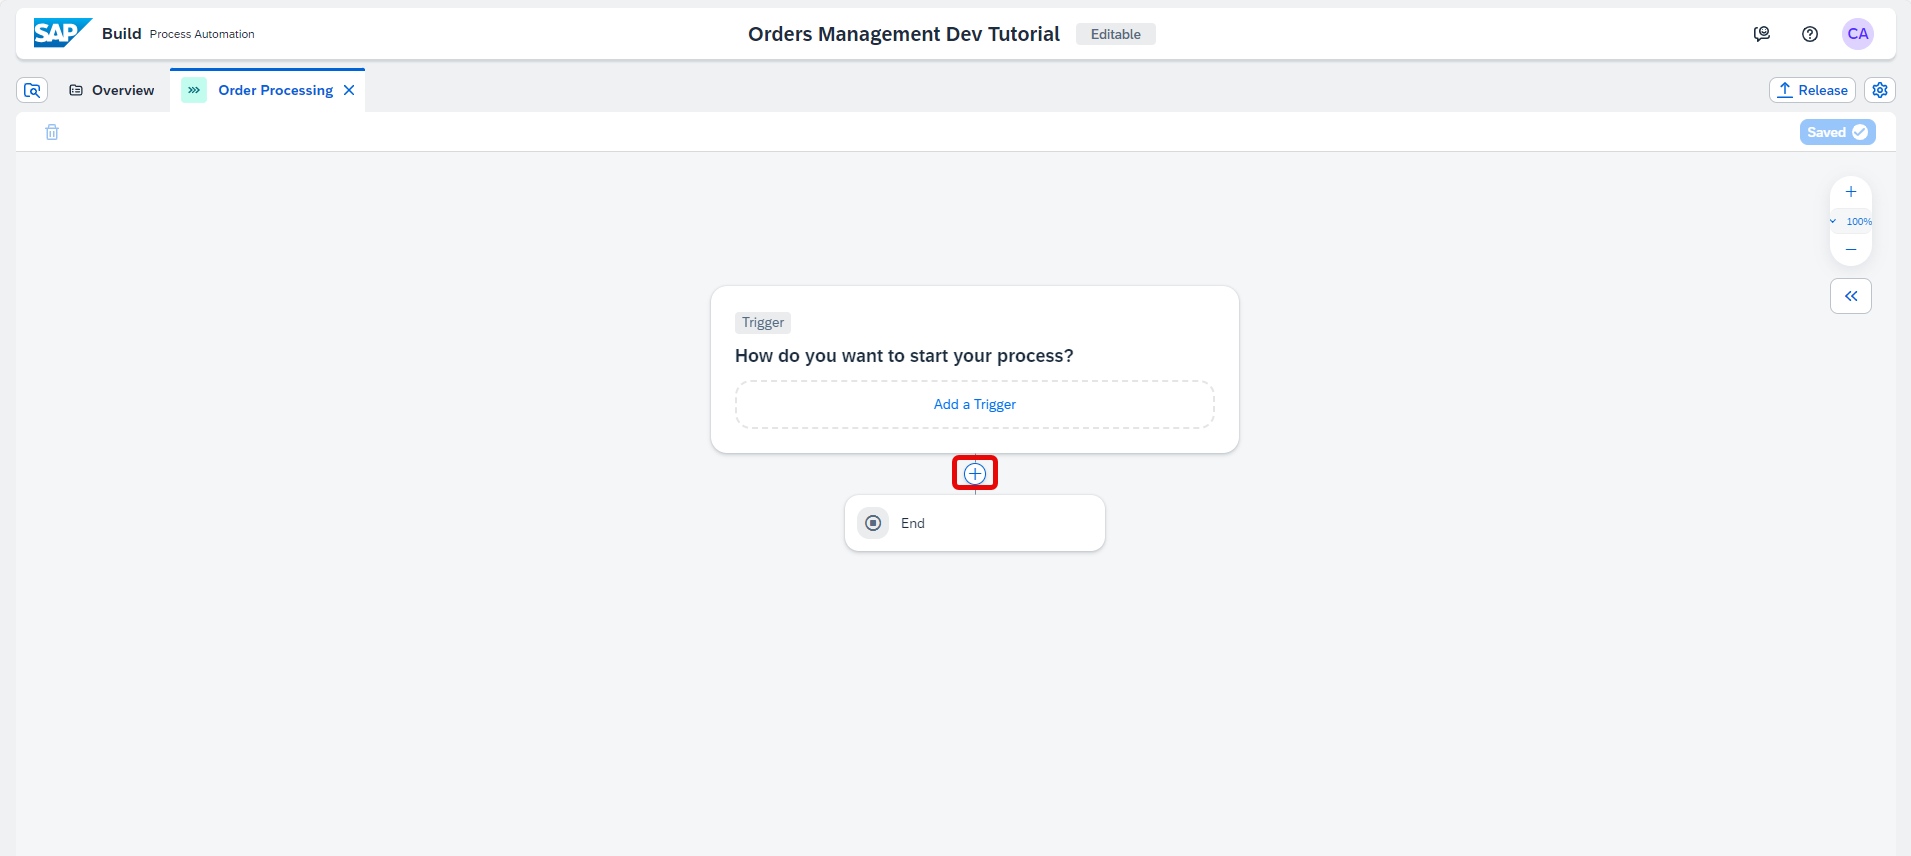 SAP Build Process Automation
Orders Management Dev Tutorial Editable
CA
Overview
Order Processing
Release
Saved
100%
Trigger
How do you want to start your process?
Add a Trigger
End